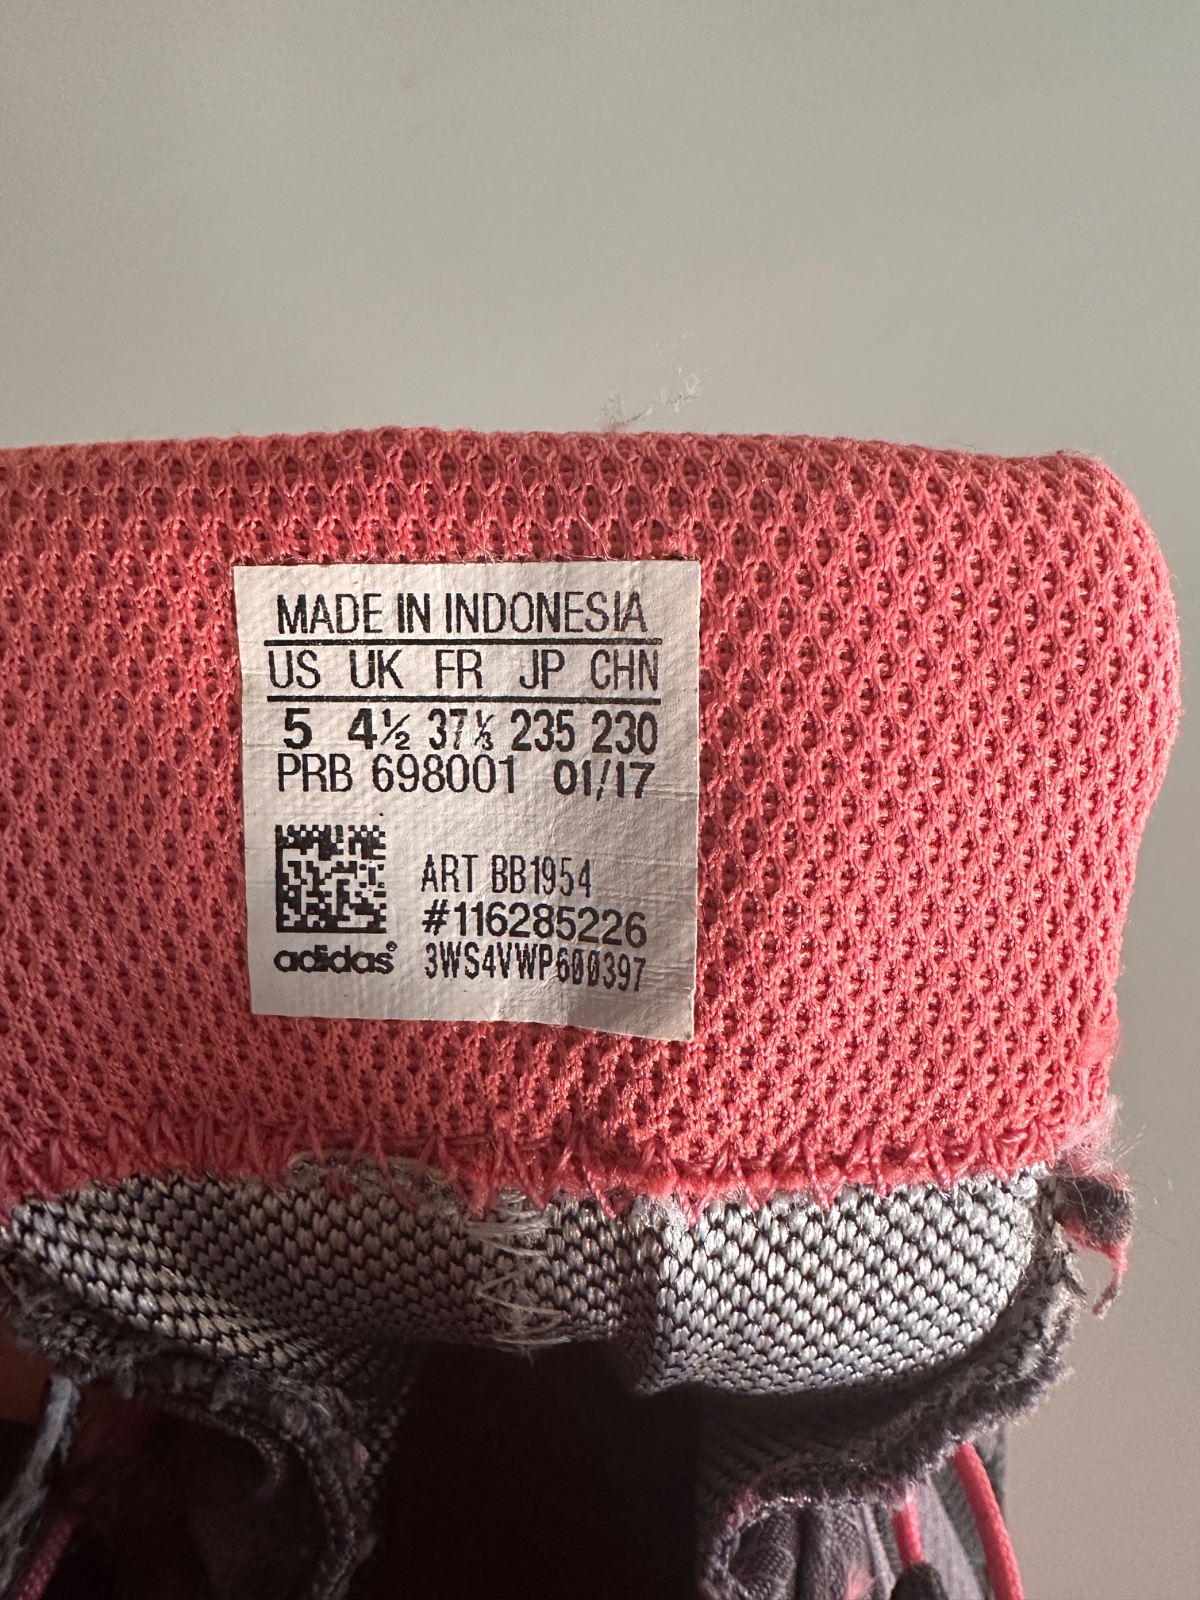 MADE IN INDONESIA
US UK FR JP CHN
5 4½ 37⅓ 235 230
PRB 698001 01/17
ART BB1954
#116285226
adidas® 3WS4VWP600397